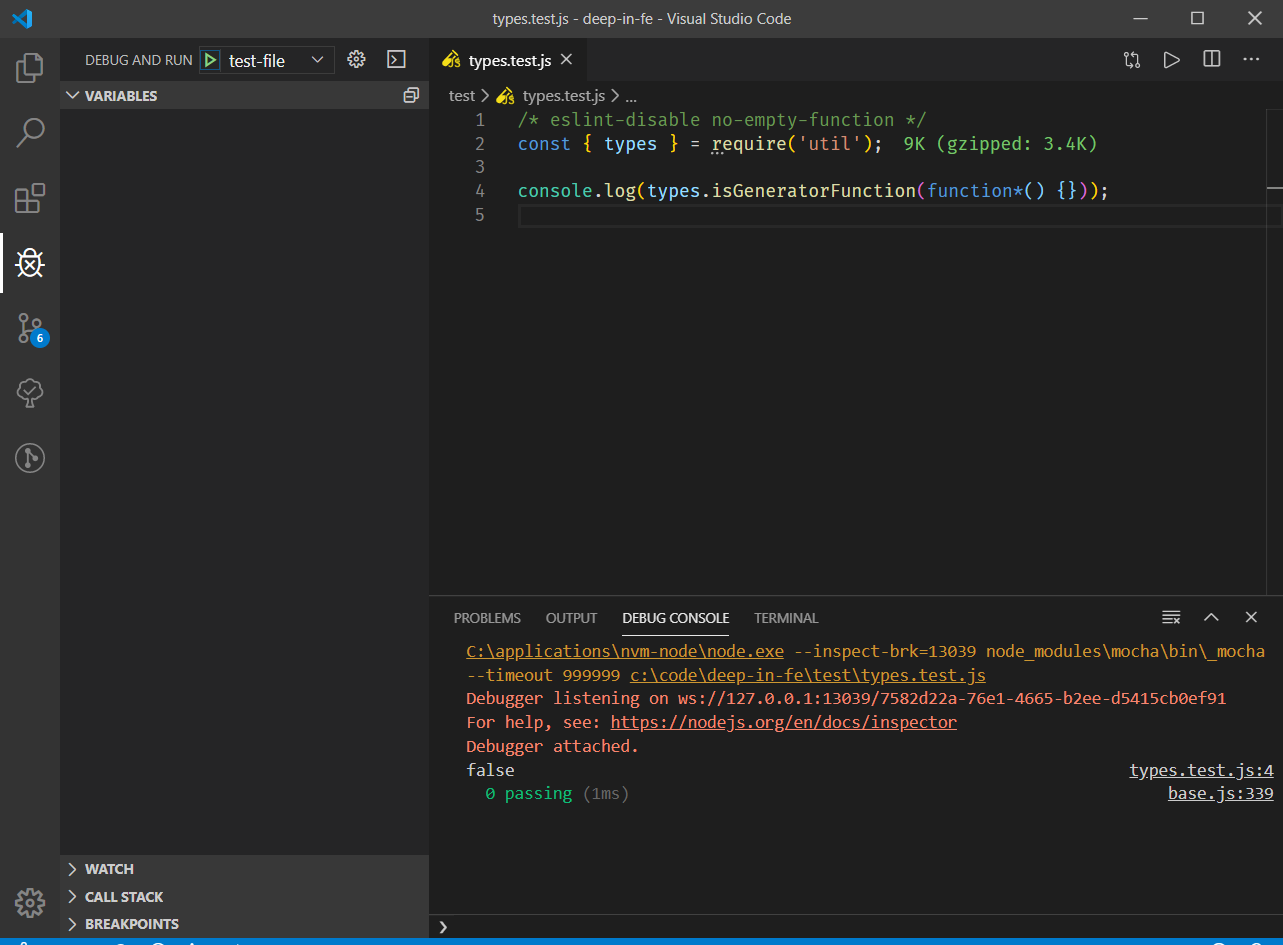 types.test.js - deep-in-fe - Visual Studio Code
DEBUG AND RUN test-file
VARIABLES
types.test.js
test types.test.js ...
1 /* eslint-disable no-empty-function */
2 const { types } = require('util'); 9K (gzipped: 3.4K)
3
4 console.log(types.isGeneratorFunction(function*() {}));
5
6
PROBLEMS OUTPUT DEBUG CONSOLE TERMINAL
C:\applications\nvm-node\node.exe --inspect-brk=13039 node_modules\mocha\bin\_mocha
--timeout 999999 c:\code\deep-in-fe\test\types.test.js
Debugger listening on ws://127.0.0.1:13039/7582d22a-76e1-4665-b2ee-d5415cb0ef91
For help, see: https://nodejs.org/en/docs/inspector
Debugger attached.
false types.test.js:4
0 passing (1ms) base.js:339
WATCH
CALL STACK
BREAKPOINTS